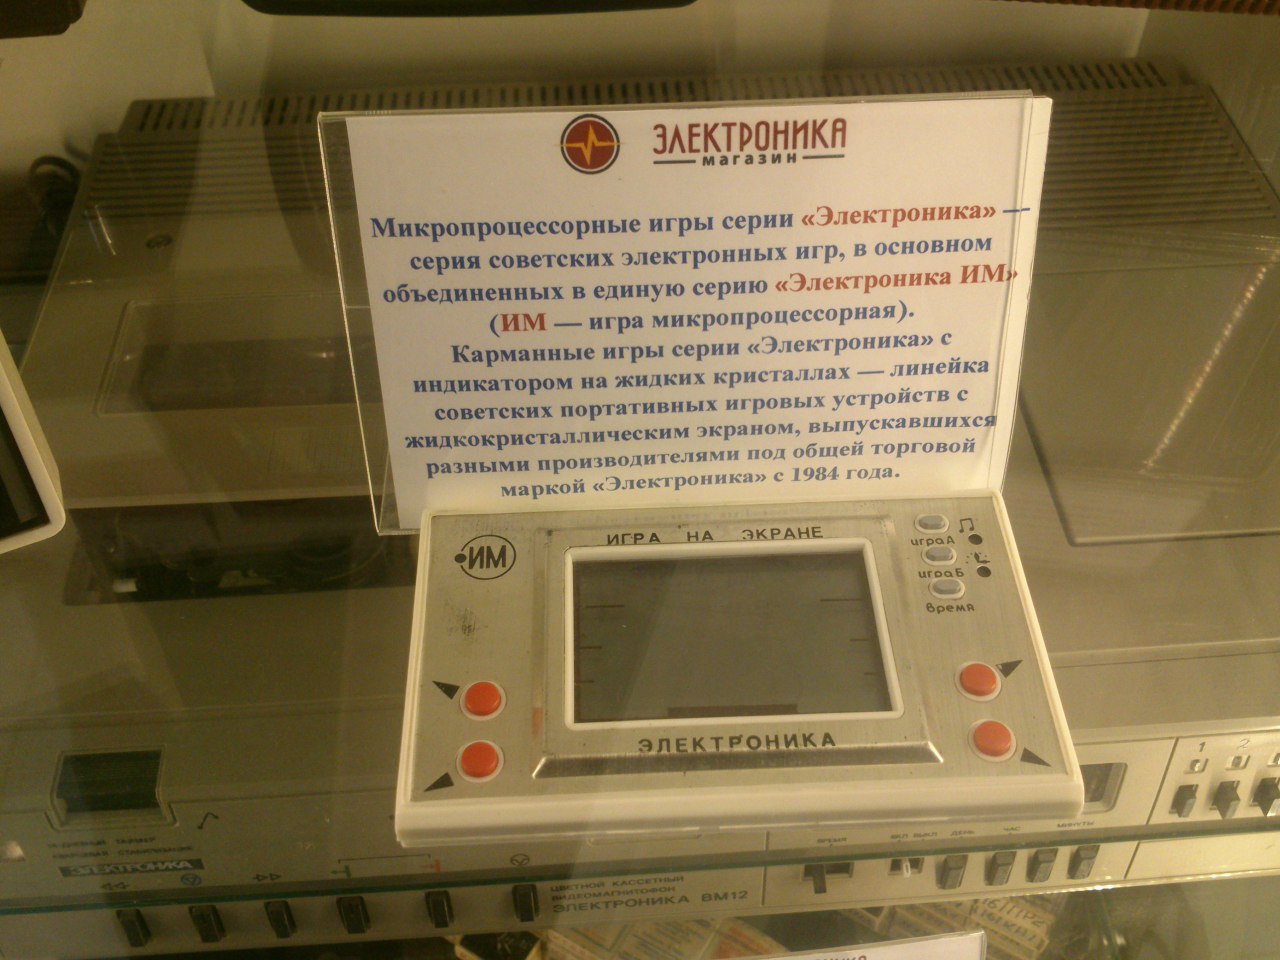 ЭЛЕКТРОНИКА
магазин
Микропроцессорные игры серии «Электроника» —
серия советских электронных игр, в основном
объединенных в единую серию «Электроника ИМ»
(ИМ — игра микропроцессорная).
Карманные игры серии «Электроника» с
индикатором на жидких кристаллах — линейка
советских портативных игровых устройств с
жидкокристаллическим экраном, выпускавшихся
разными производителями под общей торговой
маркой «Электроника» с 1984 года.
ИМ
ИГРА НА ЭКРАНЕ
игра А
игра Б
время
ЭЛЕКТРОНИКА
1 2
ВРЕМЯ ВКЛ ВЫКЛ ДЕНЬ ЧАС МИНУТЫ
ЭЛЕКТРОНИКА
ЦВЕТНОЙ КАССЕТНЫЙ
ВИДЕОМАГНИТОФОН
ЭЛЕКТРОНИКА ВМ12